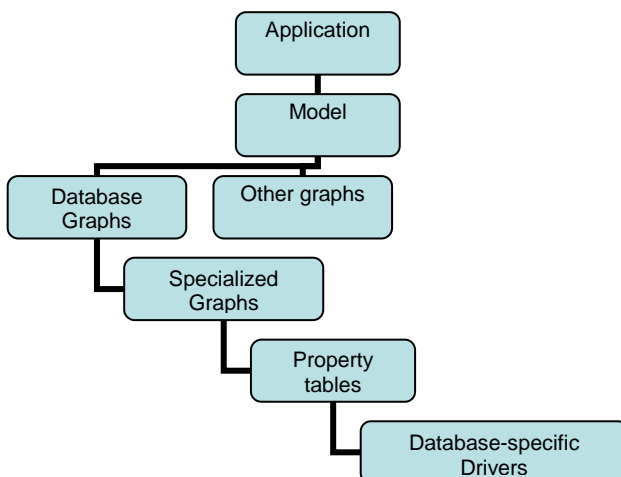 Application
Model
Database
Graphs
Other graphs
Specialized
Graphs
Property
tables
Database-specific
Drivers